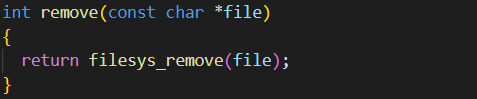 int remove(const char *file)
{
  return filesys_remove(file);
}